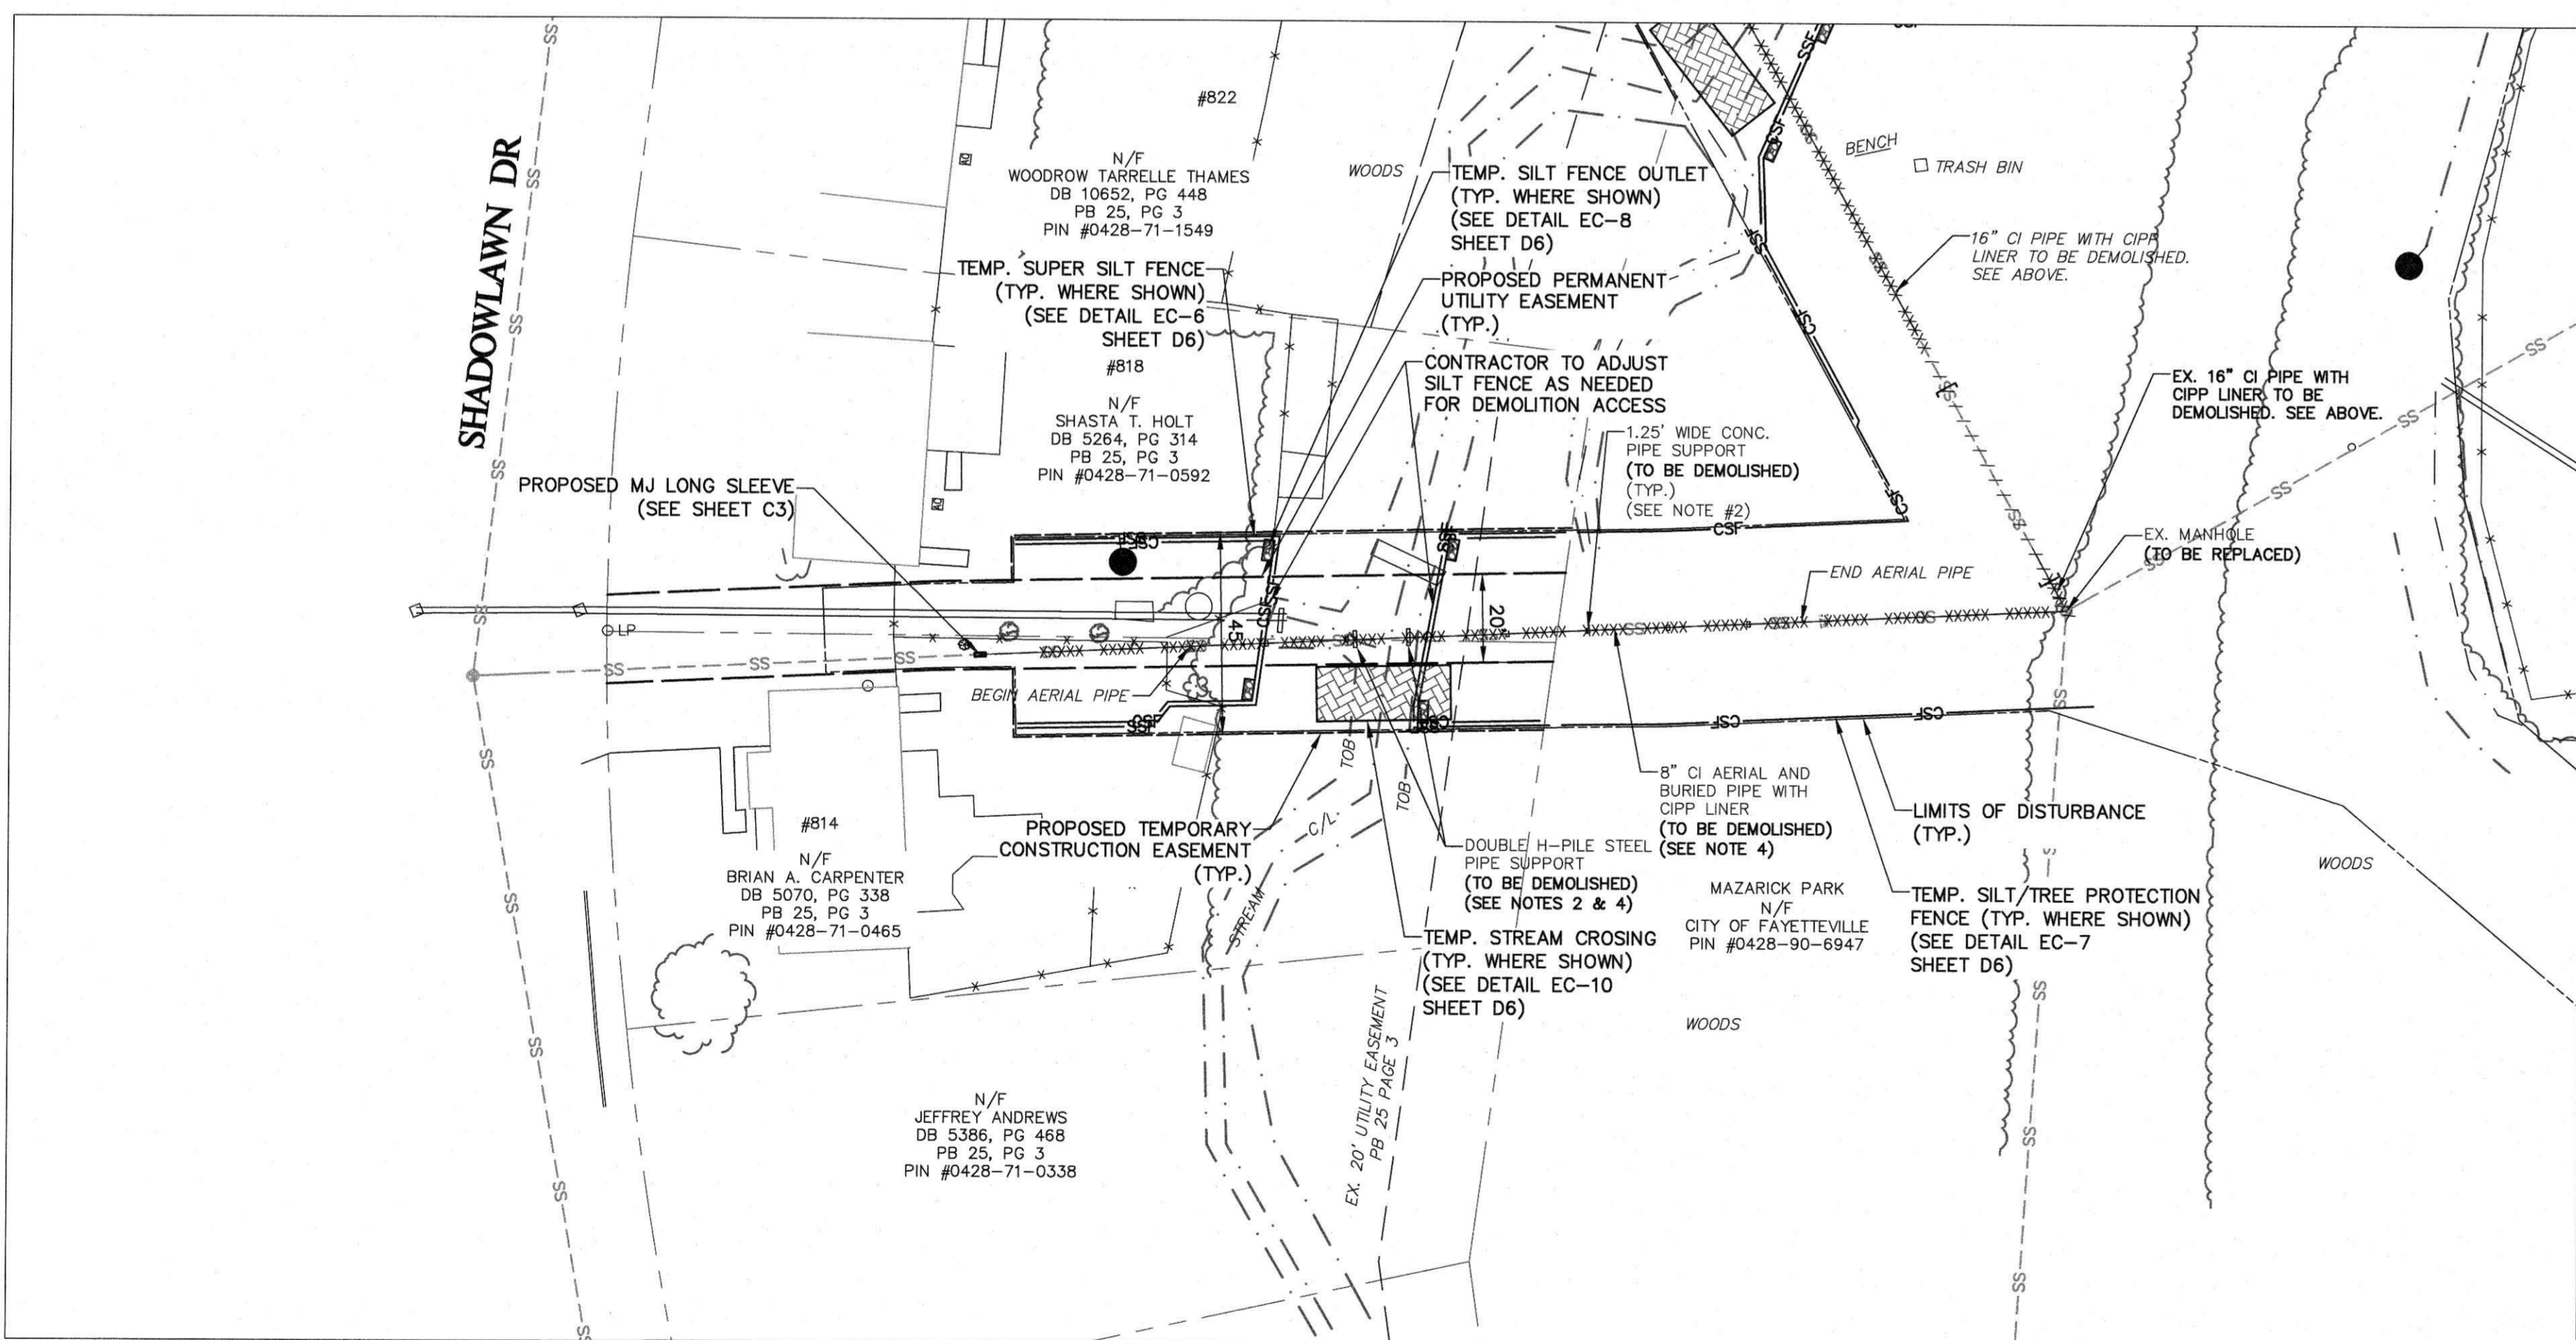 SHADOWLAWN DR
#822
N/F
WOODROW TARRELLE THAMES
DB 10652, PG 448
PB 25, PG 3
PIN #0428-71-1549
TEMP. SUPER SILT FENCE
(TYP. WHERE SHOWN)
(SEE DETAIL EC-6
SHEET D6)
#818
N/F
SHASTA T. HOLT
DB 5264, PG 314
PB 25, PG 3
PIN #0428-71-0592
PROPOSED MJ LONG SLEEVE
(SEE SHEET C3)
WOODS
TEMP. SILT FENCE OUTLET
(TYP. WHERE SHOWN)
(SEE DETAIL EC-8
SHEET D6)
PROPOSED PERMANENT
UTILITY EASEMENT
(TYP.)
CONTRACTOR TO ADJUST
SILT FENCE AS NEEDED
FOR DEMOLITION ACCESS
1.25' WIDE CONC.
PIPE SUPPORT
(TO BE DEMOLISHED)
(TYP.)
(SEE NOTE #2)
BENCH
TRASH BIN
16" CI PIPE WITH CIPP
LINER TO BE DEMOLISHED.
SEE ABOVE.
EX. 16" CI PIPE WITH
CIPP LINER TO BE
DEMOLISHED. SEE ABOVE.
EX. MANHOLE
(TO BE REPLACED)
END AERIAL PIPE
LP
45'
20'
BEGIN AERIAL PIPE
TOB
TOB
C/L
STREAM
#814
N/F
BRIAN A. CARPENTER
DB 5070, PG 338
PB 25, PG 3
PIN #0428-71-0465
PROPOSED TEMPORARY
CONSTRUCTION EASEMENT
(TYP.)
DOUBLE H-PILE STEEL
PIPE SUPPORT
(TO BE DEMOLISHED)
(SEE NOTES 2 & 4)
8" CI AERIAL AND
BURIED PIPE WITH
CIPP LINER
(TO BE DEMOLISHED)
(SEE NOTE 4)
LIMITS OF DISTURBANCE
(TYP.)
TEMP. STREAM CROSING
(TYP. WHERE SHOWN)
(SEE DETAIL EC-10
SHEET D6)
MAZARICK PARK
N/F
CITY OF FAYETTEVILLE
PIN #0428-90-6947
TEMP. SILT/TREE PROTECTION
FENCE (TYP. WHERE SHOWN)
(SEE DETAIL EC-7
SHEET D6)
WOODS
WOODS
EX. 20' UTILITY EASEMENT
PB 25 PAGE 3
N/F
JEFFREY ANDREWS
DB 5386, PG 468
PB 25, PG 3
PIN #0428-71-0338